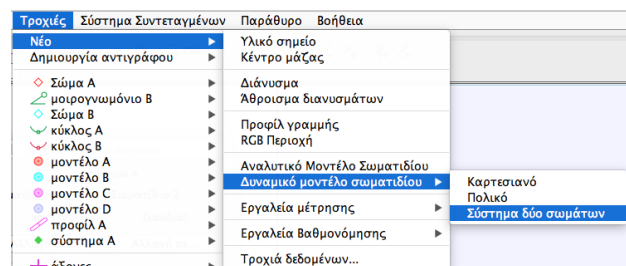 Τροχιές Σύστημα Συντεταγμένων Παράθυρο Βοήθεια
Νέο
Δημιουργία αντιγράφου
Σώμα Α
μοιρογνωμόνιο Β
Σώμα Β
κύκλος Α
κύκλος Β
μοντέλο Α
μοντέλο Β
μοντέλο C
μοντέλο D
προφίλ Α
σύστημα Α
άξονες
Υλικό σημείο
Κέντρο μάζας
Διάνυσμα
Άθροισμα διανυσμάτων
Προφίλ γραμμής
RGB Περιοχή
Αναλυτικό Μοντέλο Σωματιδίου
Δυναμικό μοντέλο σωματιδίου
Εργαλεία μέτρησης
Εργαλεία Βαθμονόμησης
Τροχιά δεδομένων...
Καρτεσιανό
Πολικό
Σύστημα δύο σωμάτων